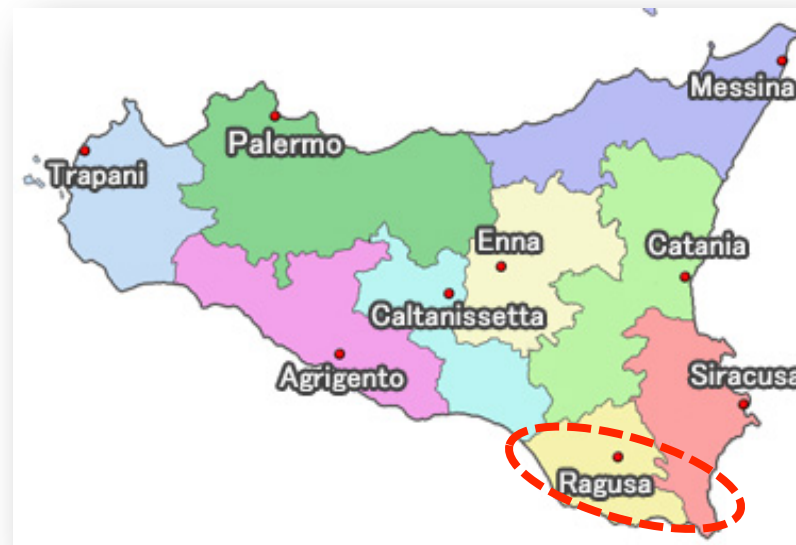 Messina
Palermo
Trapani
Enna
Catania
Caltanissetta
Agrigento
Siracusa
Ragusa